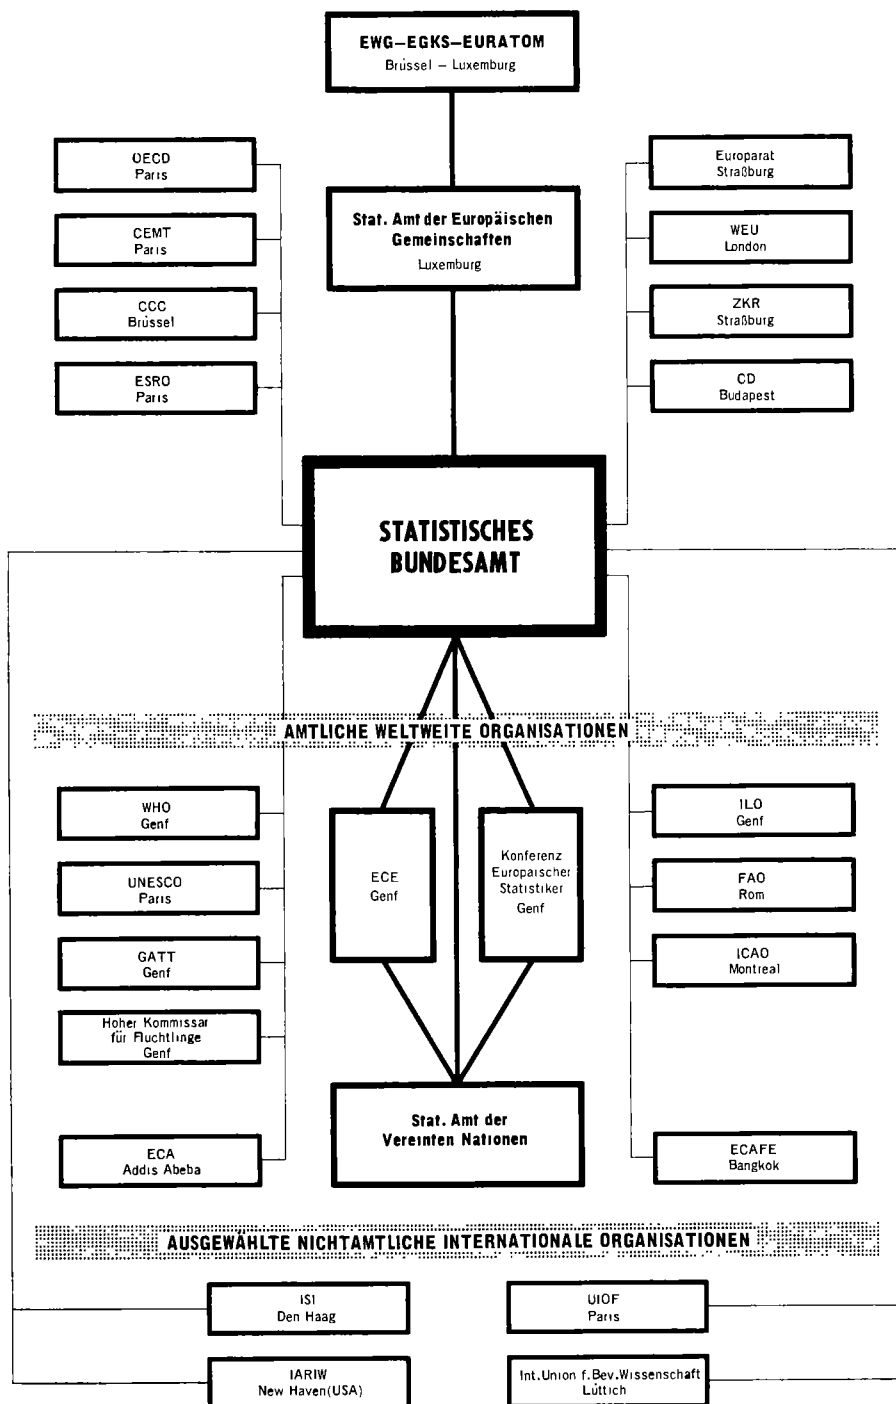 EWG–EGKS–EURATOM
Brüssel – Luxemburg
OECD
Paris
CEMT
Paris
CCC
Brüssel
ESRO
Paris
Stat. Amt der Europäischen
Gemeinschaften
Luxemburg
Europarat
Straßburg
WEU
London
ZKR
Straßburg
CD
Budapest
STATISTISCHES
BUNDESAMT
AMTLICHE WELTWEITE ORGANISATIONEN
WHO
Genf
UNESCO
Paris
GATT
Genf
Hoher Kommissar
für Fluchtlinge
Genf
ECA
Addis Abeba
ECE
Genf
Konferenz
Europaischer
Statistiker
Genf
Stat. Amt der
Vereinten Nationen
ILO
Genf
FAO
Rom
ICAO
Montreal
ECAFE
Bangkok
AUSGEWÄHLTE NICHTAMTLICHE INTERNATIONALE ORGANISATIONEN
ISI
Den Haag
UIOF
Paris
IARIW
New Haven(USA)
Int.Union f.Bev.Wissenschaft
Lüttich